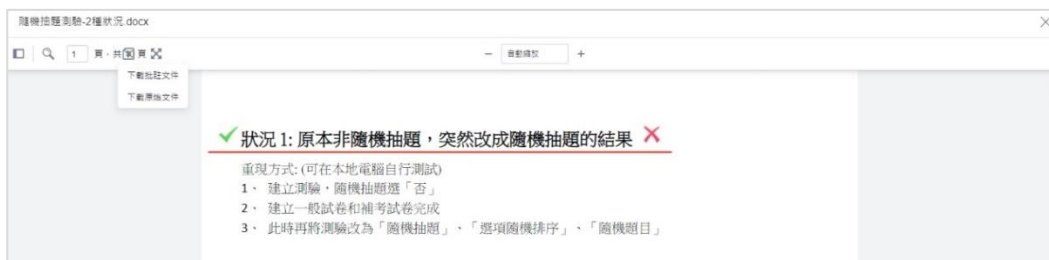 隨機抽題測驗-2種狀況.docx
1 頁,共 頁
自動縮放
下載批註文件
下載原始文件
狀況 1: 原本非隨機抽題,突然改成隨機抽題的結果
重現方式: (可在本地電腦自行測試)
1、 建立測驗,隨機抽題選「否」
2、 建立一般試卷和補考試卷完成
3、 此時再將測驗改為「隨機抽題」、「選項隨機排序」、「隨機題目」